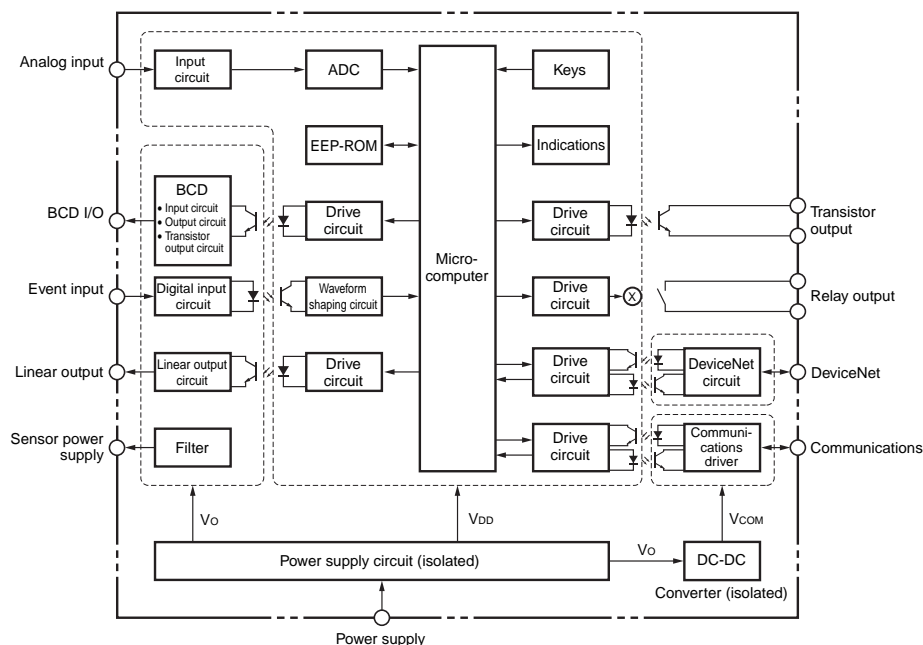 Analog input
Input
circuit
ADC
Keys
EEP-ROM
Indications
BCD I/O
BCD
• Input circuit
• Output circuit
• Transistor
output circuit
Drive
circuit
Micro-
computer
Drive
circuit
Transistor
output
Event input
Digital input
circuit
Waveform
shaping circuit
Drive
circuit
X
Relay output
Linear output
Linear output
circuit
Drive
circuit
Drive
circuit
DeviceNet
circuit
DeviceNet
Sensor power
supply
Filter
Drive
circuit
Communi-
cations
driver
Communications
VO
VDD
VCOM
Power supply circuit (isolated)
VO
DC-DC
Converter (isolated)
Power supply